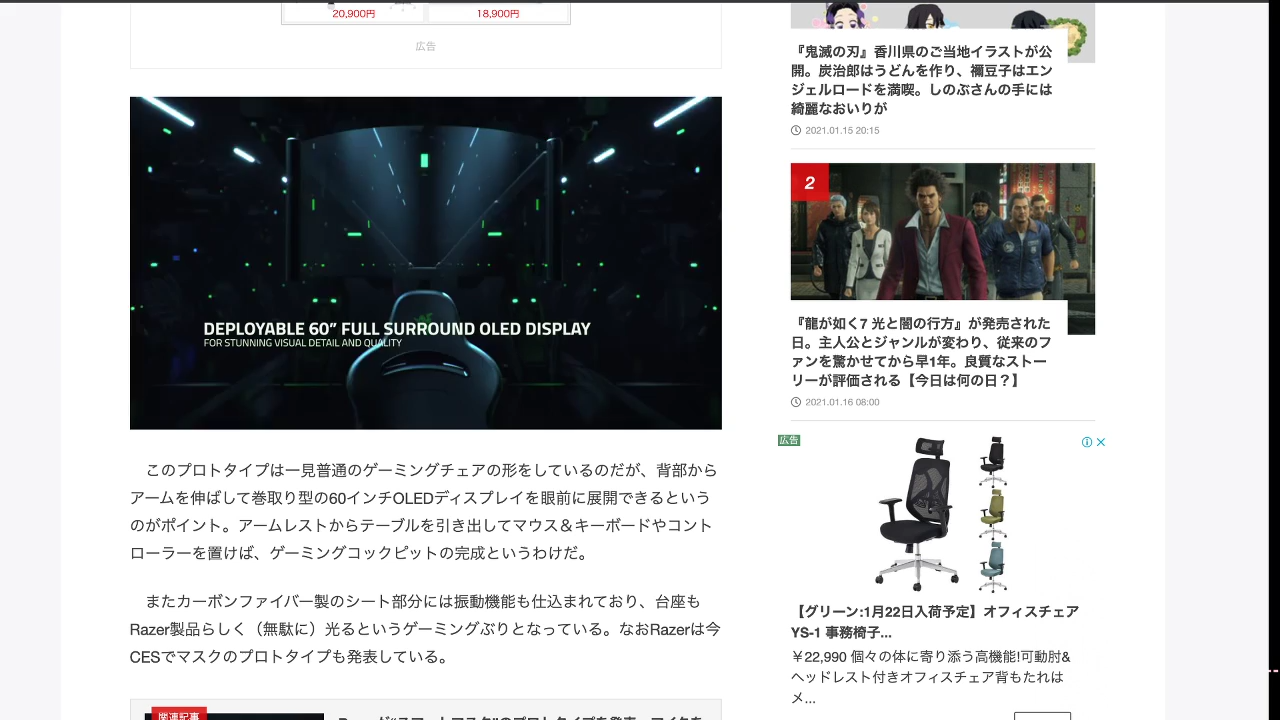 20,900円
18,900円
広告
DEPLOYABLE 60” FULL SURROUND OLED DISPLAY
FOR STUNNING VISUAL DETAIL AND QUALITY
このプロトタイプは一見普通のゲーミングチェアの形をしているのだが、背部から
アームを伸ばして巻取り型の60インチOLEDディスプレイを眼前に展開できるという
のがポイント。アームレストからテーブルを引き出してマウス＆キーボードやコント
ローラーを置けば、ゲーミングコックピットの完成というわけだ。
またカーボンファイバー製のシート部分には振動機能も仕込まれており、台座も
Razer製品らしく（無駄に）光るというゲーミングぶりとなっている。なおRazerは今
CESでマスクのプロトタイプも発表している。
関連記事
『鬼滅の刃』香川県のご当地イラストが公
開。炭治郎はうどんを作り、禰豆子はエン
ジェルロードを満喫。しのぶさんの手には
綺麗なおいりが
2021.01.15 20:15
2
『龍が如く7 光と闇の行方』が発売された
日。主人公とジャンルが変わり、従来のフ
ァンを驚かせてから早1年。良質なストー
リーが評価される【今日は何の日？】
2021.01.16 08:00
広告
【グリーン:1月22日入荷予定】オフィスチェア
YS-1 事務椅子...
￥22,990 個々の体に寄り添う高機能!可動肘&
ヘッドレスト付きオフィスチェア背もたれは
メ...